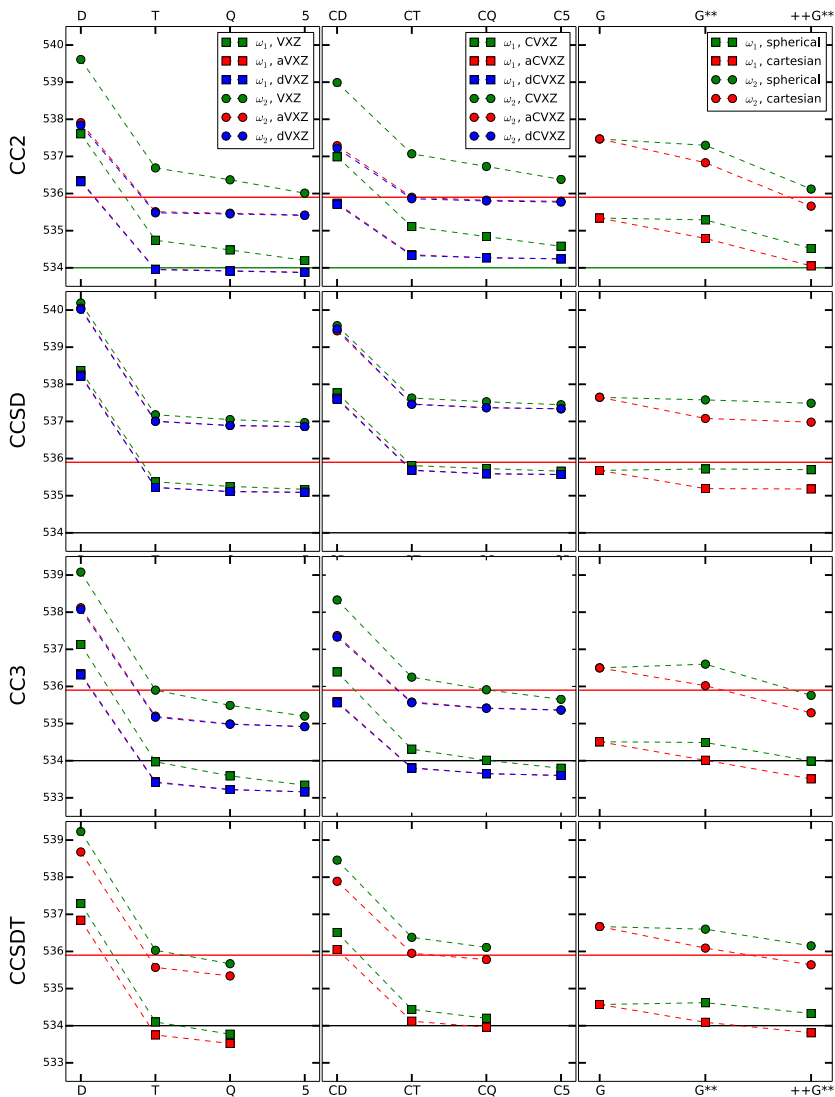 D T Q 5 CD CT CQ C5 G G** ++G**
CC2
540
539
538
537
536
535
534
ω1, VXZ
ω1, aVXZ
ω1, dVXZ
ω2, VXZ
ω2, aVXZ
ω2, dVXZ
ω1, CVXZ
ω1, aCVXZ
ω1, dCVXZ
ω2, CVXZ
ω2, aCVXZ
ω2, dCVXZ
ω1, spherical
ω1, cartesian
ω2, spherical
ω2, cartesian
CCSD
540
539
538
537
536
535
534
CC3
539
538
537
536
535
534
533
CCSDT
539
538
537
536
535
534
533
D T Q 5 CD CT CQ C5 G G** ++G**